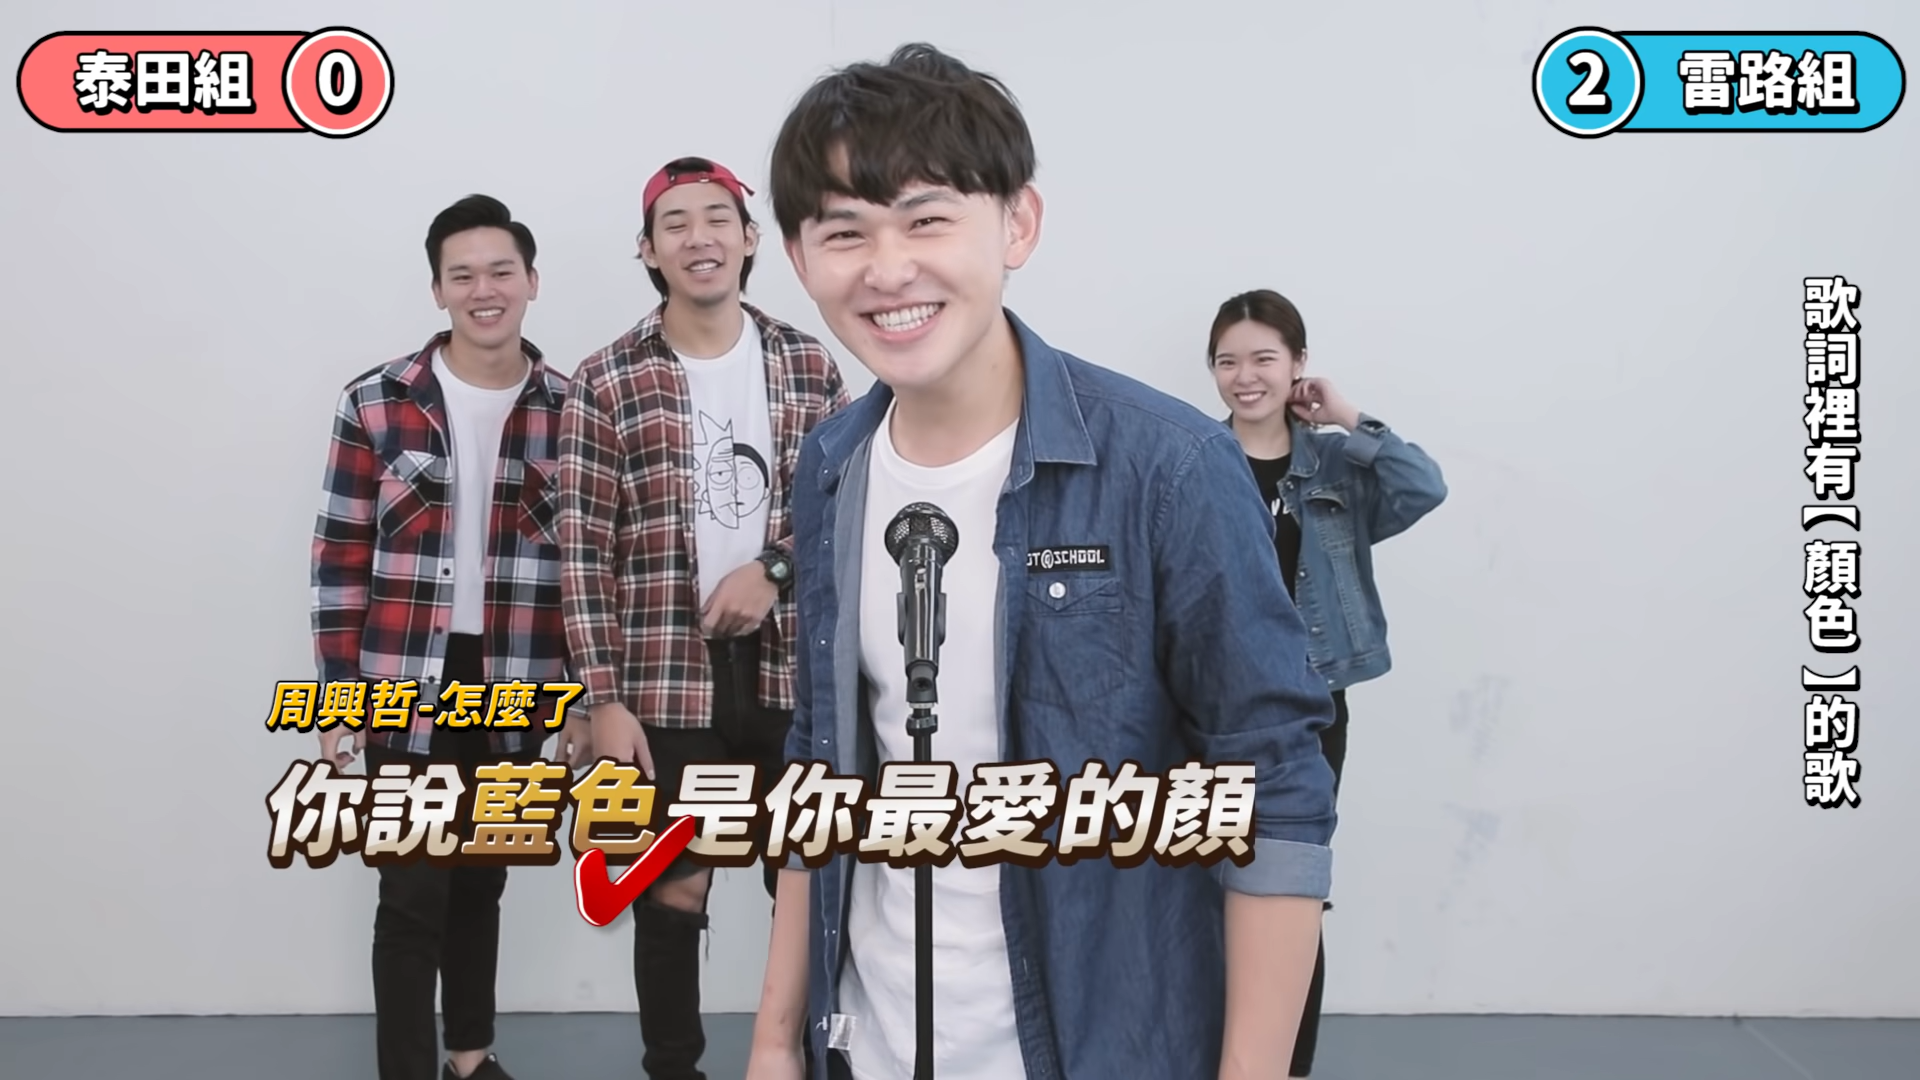 泰田組 0
2 雷路組
歌詞裡有【顏色】的歌
@SCHOOL
周興哲-怎麼了
你說藍色是你最愛的顏